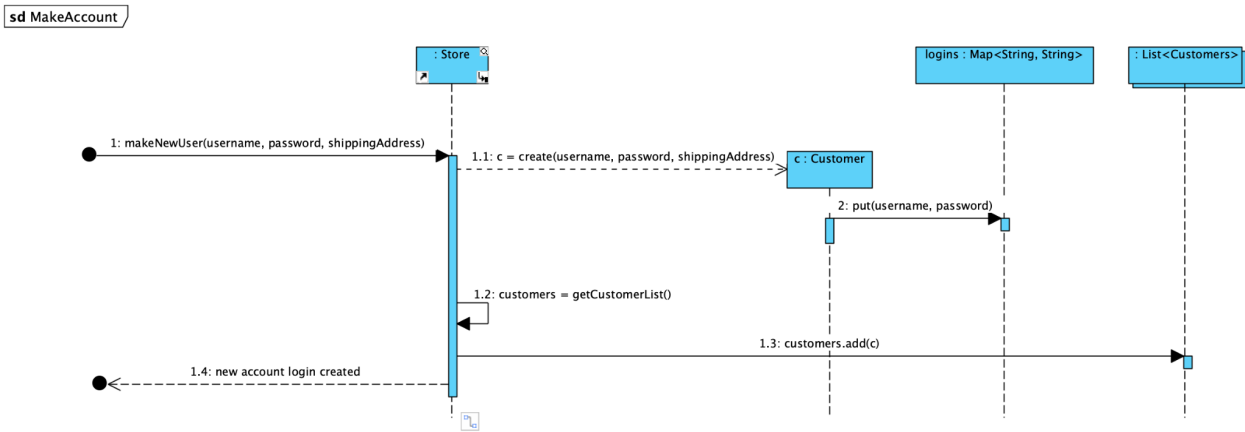 sd MakeAccount
: Store
logins : Map<String, String>
: List<Customers>
1: makeNewUser(username, password, shippingAddress)
1.1: c = create(username, password, shippingAddress)
c : Customer
2: put(username, password)
1.2: customers = getCustomerList()
1.3: customers.add(c)
1.4: new account login created